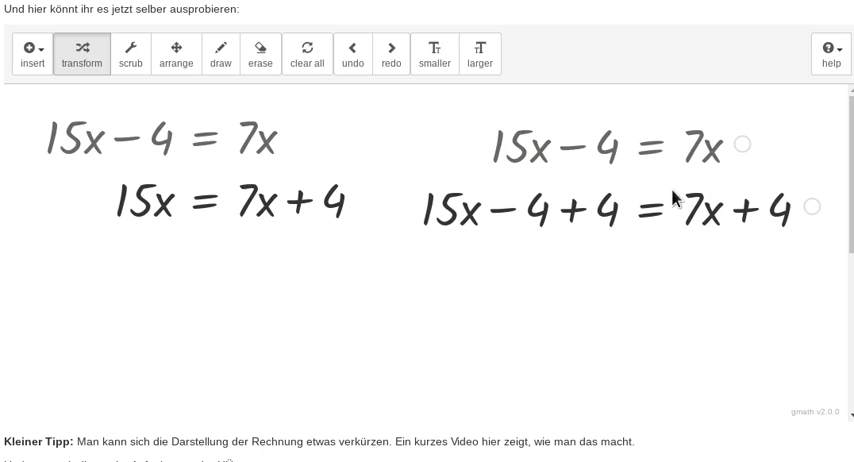 Und hier könnt ihr es jetzt selber ausprobieren:
insert transform scrub arrange draw erase clear all undo redo smaller larger help
15x − 4 = 7x
15x = 7x + 4
15x − 4 = 7x
15x − 4 + 4 = 7x + 4
gmath v2.0.0
Kleiner Tipp: Man kann sich die Darstellung der Rechnung etwas verkürzen. Ein kurzes Video hier zeigt, wie man das macht.